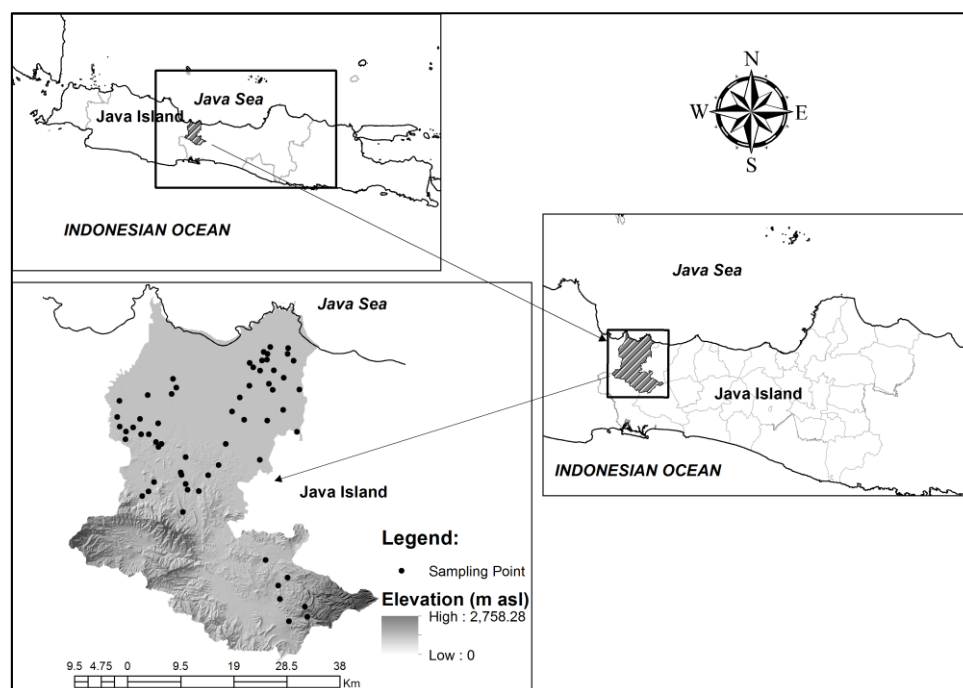 Java Sea
Java Island
INDONESIAN OCEAN
N
W
E
S
Java Sea
Java Island
INDONESIAN OCEAN
Java Sea
Java Island
Legend:
Sampling Point
Elevation (m asl)
High : 2,758.28
Low : 0
9.5 4.75 0 9.5 19 28.5 38
Km